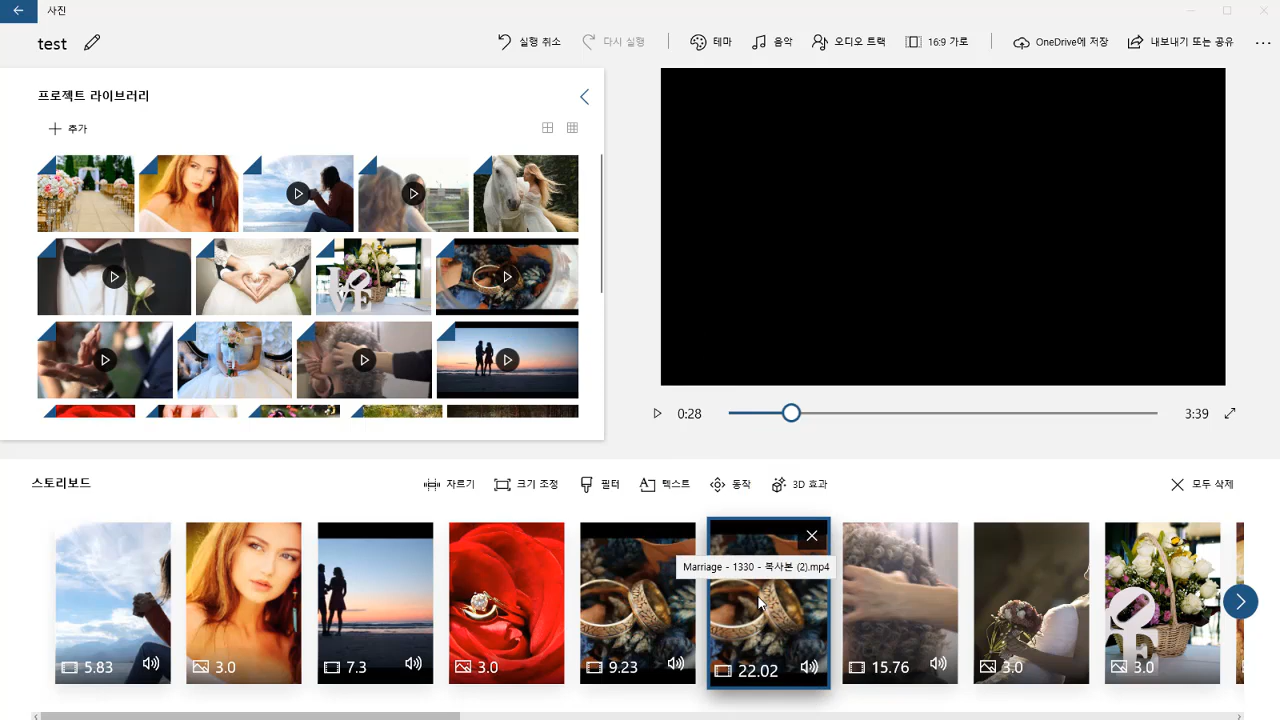 사진
test
실행 취소
다시 실행
테마
음악
오디오 트랙
16:9 가로
OneDrive에 저장
내보내기 또는 공유
프로젝트 라이브러리
추가
0:28
3:39
스토리보드
자르기
크기 조정
필터
텍스트
동작
3D 효과
모두 삭제
Marriage - 1330 - 복사본 (2).mp4
5.83
3.0
7.3
3.0
9.23
22.02
15.76
3.0
3.0